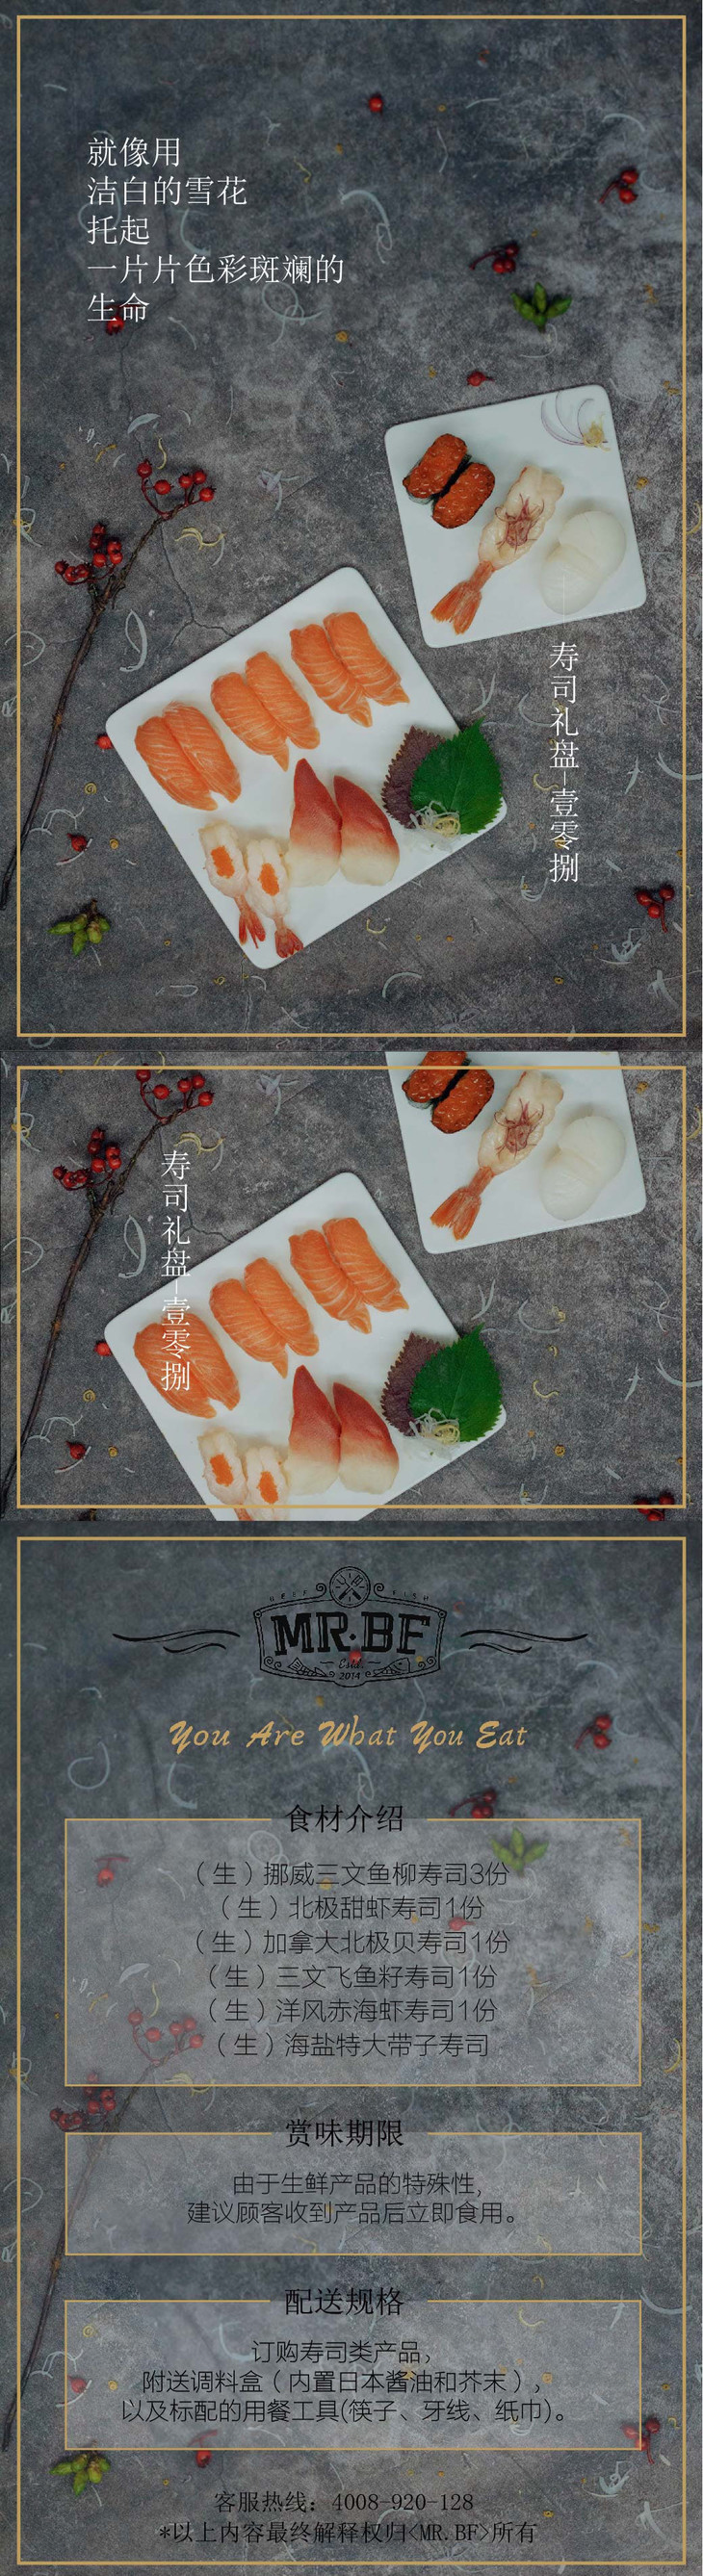 就像用
洁白的雪花
托起
一片片色彩斑斓的
生命
寿司礼盘-壹零捌
寿司礼盘-壹零捌
BEEF FISH
MR·BF
Estd.
2014
You Are What You Eat
食材介绍
（生）挪威三文鱼柳寿司3份
（生）北极甜虾寿司1份
（生）加拿大北极贝寿司1份
（生）三文飞鱼籽寿司1份
（生）洋风赤海虾寿司1份
（生）海盐特大带子寿司
赏味期限
由于生鲜产品的特殊性,
建议顾客收到产品后立即食用。
配送规格
订购寿司类产品，
附送调料盒（内置日本酱油和芥末），
以及标配的用餐工具(筷子、牙线、纸巾)。
客服热线：4008-920-128
*以上内容最终解释权归<MR.BF>所有